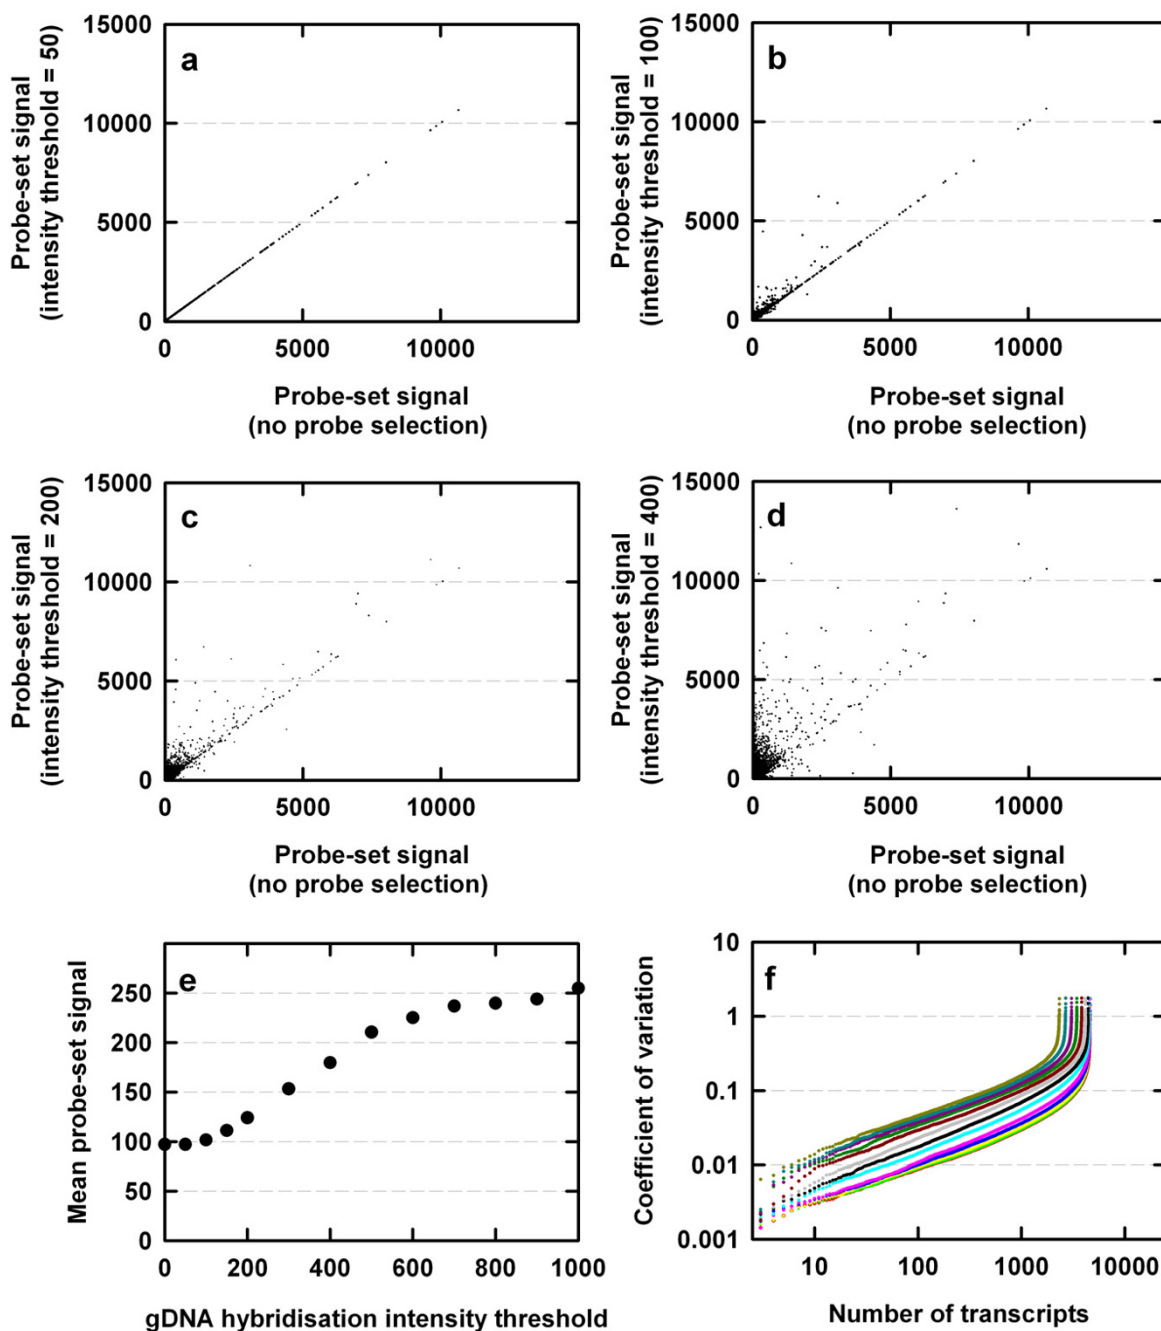 a
Probe-set signal
(intensity threshold = 50)
15000
10000
5000
0
0 5000 10000
Probe-set signal
(no probe selection)
b
Probe-set signal
(intensity threshold = 100)
15000
10000
5000
0
0 5000 10000
Probe-set signal
(no probe selection)
c
Probe-set signal
(intensity threshold = 200)
15000
10000
5000
0
0 5000 10000
Probe-set signal
(no probe selection)
d
Probe-set signal
(intensity threshold = 400)
15000
10000
5000
0
0 5000 10000
Probe-set signal
(no probe selection)
e
Mean probe-set signal
250
200
150
100
50
0
0 200 400 600 800 1000
gDNA hybridisation intensity threshold
f
Coefficient of variation
10
1
0.1
0.01
0.001
10 100 1000 10000
Number of transcripts